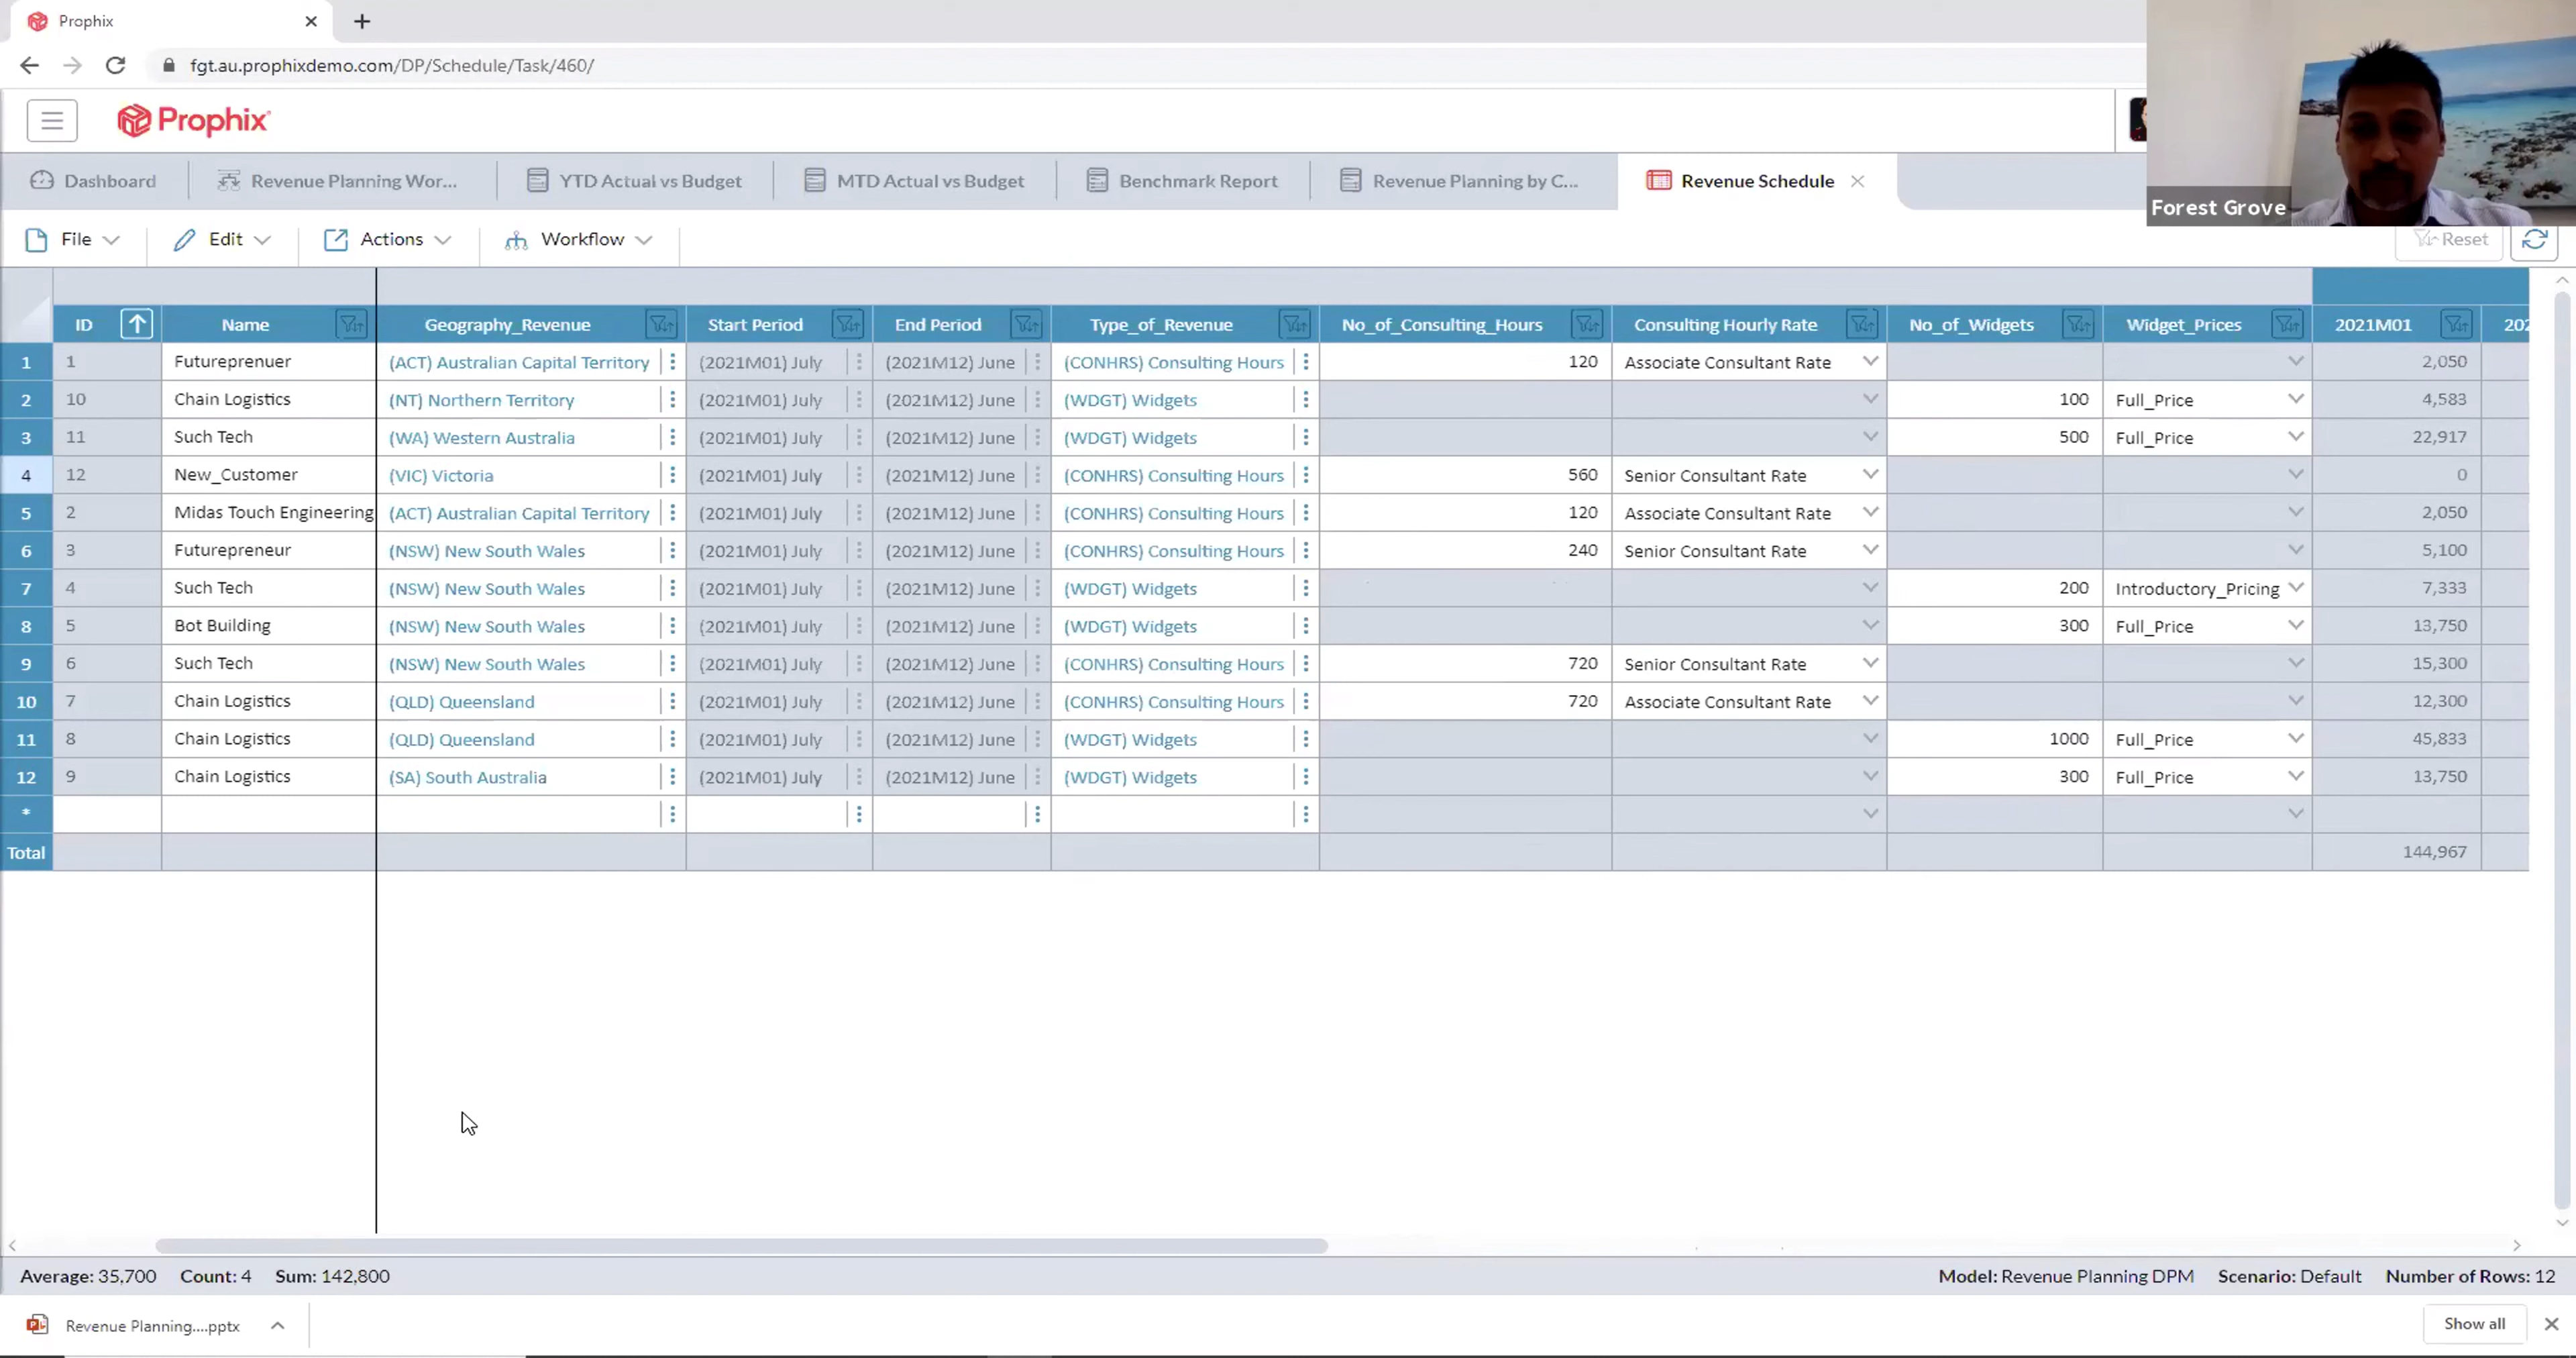 Prophix
fgt.au.prophixdemo.com/DP/Schedule/Task/460/
Prophix
Forest Grove
Dashboard Revenue Planning Wor... YTD Actual vs Budget MTD Actual vs Budget Benchmark Report Revenue Planning by C... Revenue Schedule
File Edit Actions Workflow Reset
ID Name Geography_Revenue Start Period End Period Type_of_Revenue No_of_Consulting_Hours Consulting Hourly Rate No_of_Widgets Widget_Prices 2021M01 202
1 1 Futureprenuer (ACT) Australian Capital Territory (2021M01) July (2021M12) June (CONHRS) Consulting Hours 120 Associate Consultant Rate 2,050
2 10 Chain Logistics (NT) Northern Territory (2021M01) July (2021M12) June (WDGT) Widgets 100 Full_Price 4,583
3 11 Such Tech (WA) Western Australia (2021M01) July (2021M12) June (WDGT) Widgets 500 Full_Price 22,917
4 12 New_Customer (VIC) Victoria (2021M01) July (2021M12) June (CONHRS) Consulting Hours 560 Senior Consultant Rate 0
5 2 Midas Touch Engineering (ACT) Australian Capital Territory (2021M01) July (2021M12) June (CONHRS) Consulting Hours 120 Associate Consultant Rate 2,050
6 3 Futurepreneur (NSW) New South Wales (2021M01) July (2021M12) June (CONHRS) Consulting Hours 240 Senior Consultant Rate 5,100
7 4 Such Tech (NSW) New South Wales (2021M01) July (2021M12) June (WDGT) Widgets 200 Introductory_Pricing 7,333
8 5 Bot Building (NSW) New South Wales (2021M01) July (2021M12) June (WDGT) Widgets 300 Full_Price 13,750
9 6 Such Tech (NSW) New South Wales (2021M01) July (2021M12) June (CONHRS) Consulting Hours 720 Senior Consultant Rate 15,300
10 7 Chain Logistics (QLD) Queensland (2021M01) July (2021M12) June (CONHRS) Consulting Hours 720 Associate Consultant Rate 12,300
11 8 Chain Logistics (QLD) Queensland (2021M01) July (2021M12) June (WDGT) Widgets 1000 Full_Price 45,833
12 9 Chain Logistics (SA) South Australia (2021M01) July (2021M12) June (WDGT) Widgets 300 Full_Price 13,750
*
Total 144,967
Average: 35,700 Count: 4 Sum: 142,800 Model: Revenue Planning DPM Scenario: Default Number of Rows: 12
Revenue Planning....pptx Show all